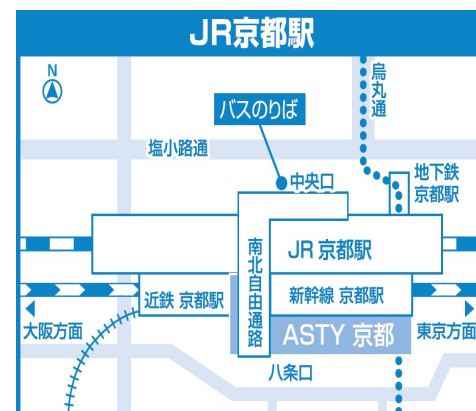 JR京都駅
N
烏丸通
バスのりば
塩小路通
中央口
地下鉄
京都駅
南北自由通路
JR 京都駅
近鉄 京都駅
新幹線 京都駅
大阪方面
ASTY 京都
東京方面
八条口